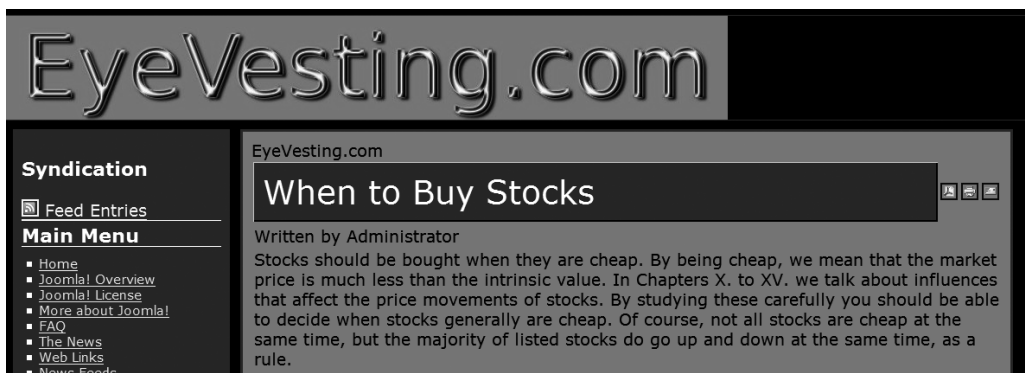 EyeVesting.com
Syndication
Feed Entries
Main Menu
Home
Joomla! Overview
Joomla! License
More about Joomla!
FAQ
The News
Web Links
News Feeds
EyeVesting.com
When to Buy Stocks
Written by Administrator
Stocks should be bought when they are cheap. By being cheap, we mean that the market
price is much less than the intrinsic value. In Chapters X. to XV. we talk about influences
that affect the price movements of stocks. By studying these carefully you should be able
to decide when stocks generally are cheap. Of course, not all stocks are cheap at the
same time, but the majority of listed stocks do go up and down at the same time, as a
rule.